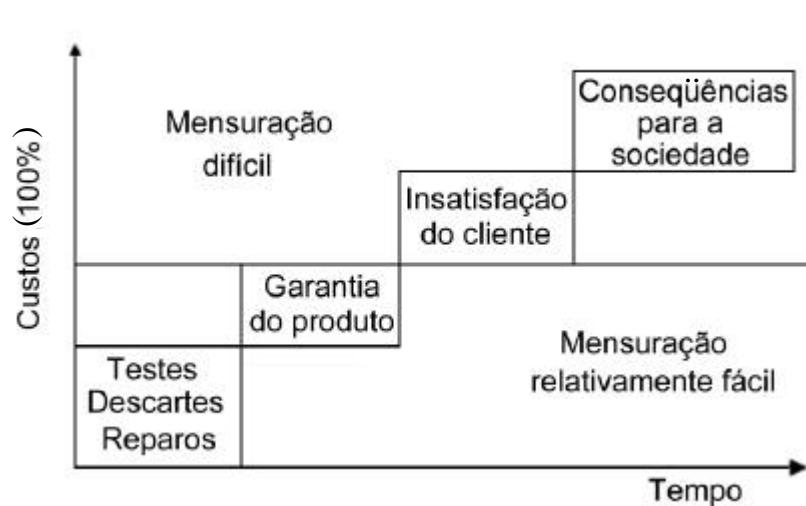 Custos (100%)
Mensuração
difícil
Conseqüências
para a
sociedade
Insatisfação
do cliente
Garantia
do produto
Testes
Descartes
Reparos
Mensuração
relativamente fácil
Tempo